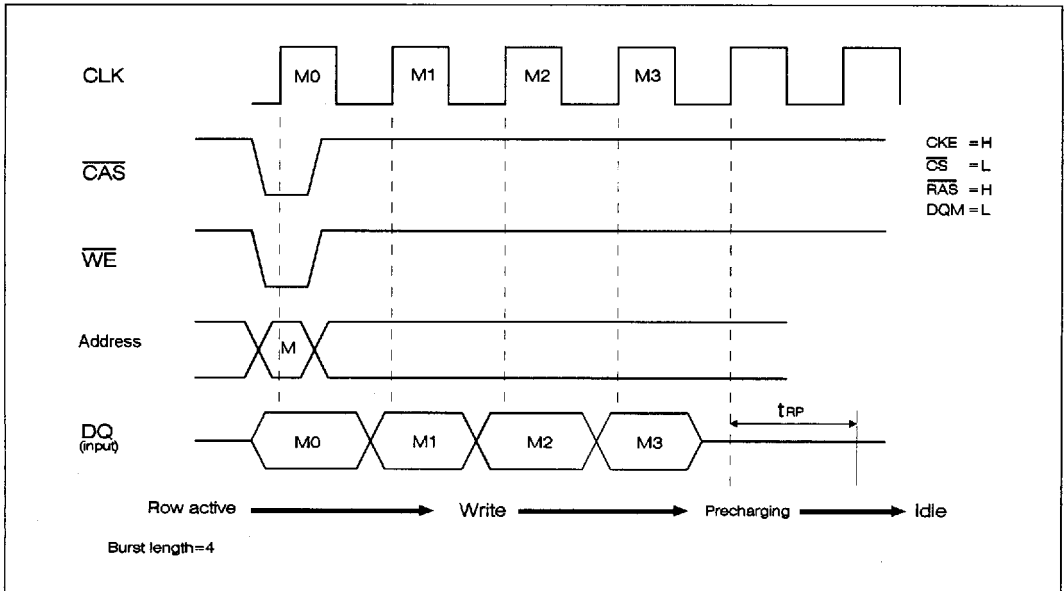 CLK M0 M1 M2 M3
CAS
CKE =H
CS =L
RAS =H
DQM =L
WE
Address M
tRP
DQ M0 M1 M2 M3
(input)
Row active Write Precharging Idle
Burst length=4